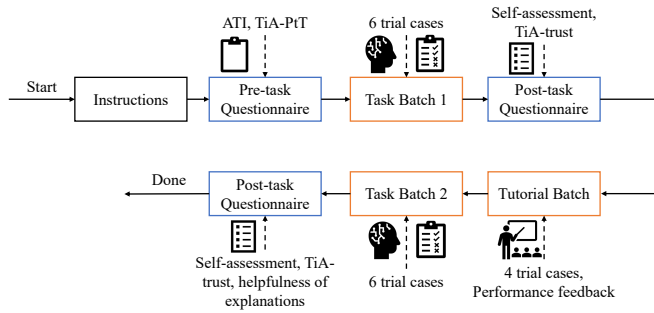 ATI, TiA-PtT
6 trial cases
Self-assessment,
TiA-trust
Start
Instructions
Pre-task
Questionnaire
Task Batch 1
Post-task
Questionnaire
Done
Post-task
Questionnaire
Task Batch 2
Tutorial Batch
Self-assessment, TiA-
trust, helpfulness of
explanations
6 trial cases
4 trial cases,
Performance feedback